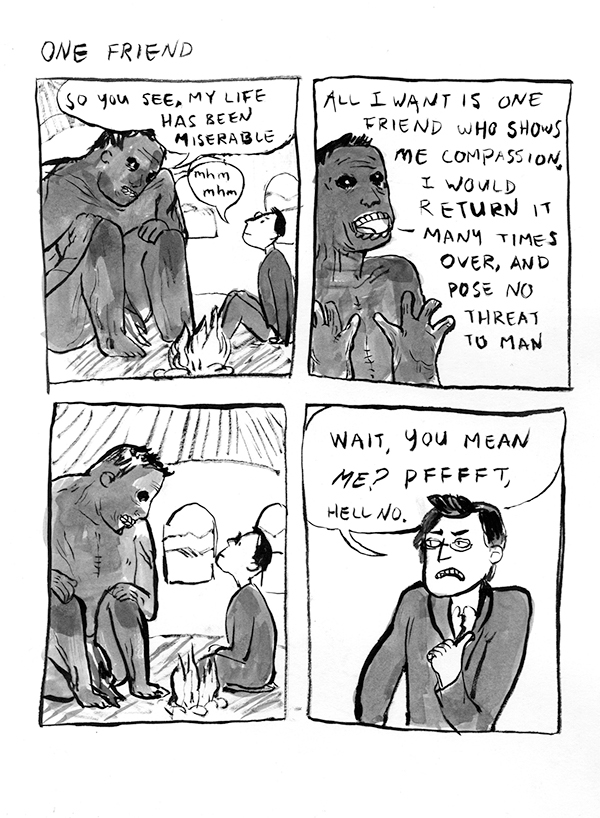 ONE FRIEND
SO YOU SEE, MY LIFE
HAS BEEN
MISERABLE
mhm
mhm
ALL I WANT IS ONE
FRIEND WHO SHOWS
ME COMPASSION,
I WOULD
RETURN IT
MANY TIMES
OVER, AND
POSE NO
THREAT
TO MAN
WAIT, YOU MEAN
ME? PFFFFT,
HELL NO.